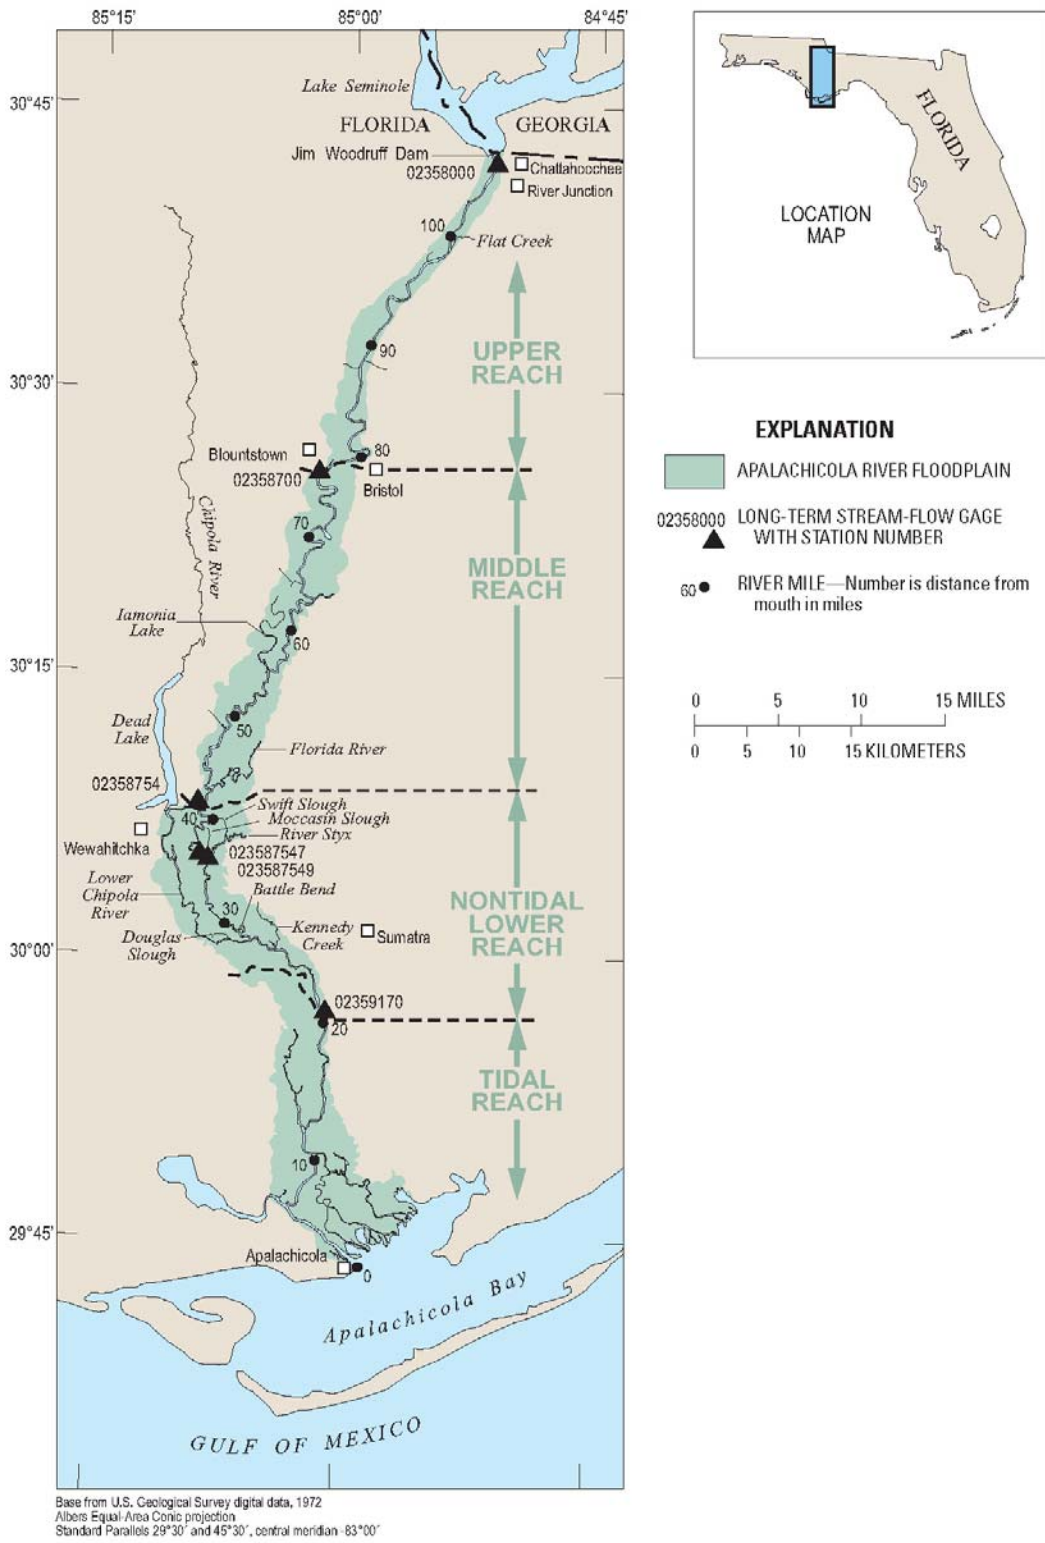 85°15'
85°00'
84°45'
30°45'
30°30'
30°15'
30°00'
29°45'
Lake Seminole
FLORIDA
GEORGIA
Jim Woodruff Dam
02358000
Chattahoochee
River Junction
100
Flat Creek
90
UPPER
REACH
Blountstown
80
02358700
Bristol
Chipola River
70
MIDDLE
REACH
Iamonia
Lake
60
Dead
Lake
50
Florida River
02358754
Swift Slough
40
Moccasin Slough
River Styx
Wewahitchka
023587547
023587549
Lower
Chipola
River
Battle Bend
30
NONTIDAL
LOWER
REACH
Kennedy
Creek
Sumatra
Douglas
Slough
02359170
20
TIDAL
REACH
10
Apalachicola
0
Apalachicola Bay
GULF OF MEXICO
Base from U.S. Geological Survey digital data, 1972
Albers Equal-Area Conic projection
Standard Parallels 29°30' and 45°30', central meridian -83°00'
FLORIDA
LOCATION
MAP
EXPLANATION
APALACHICOLA RIVER FLOODPLAIN
02358000 LONG-TERM STREAM-FLOW GAGE
WITH STATION NUMBER
60 RIVER MILE—Number is distance from
mouth in miles
0 5 10 15 MILES
0 5 10 15 KILOMETERS